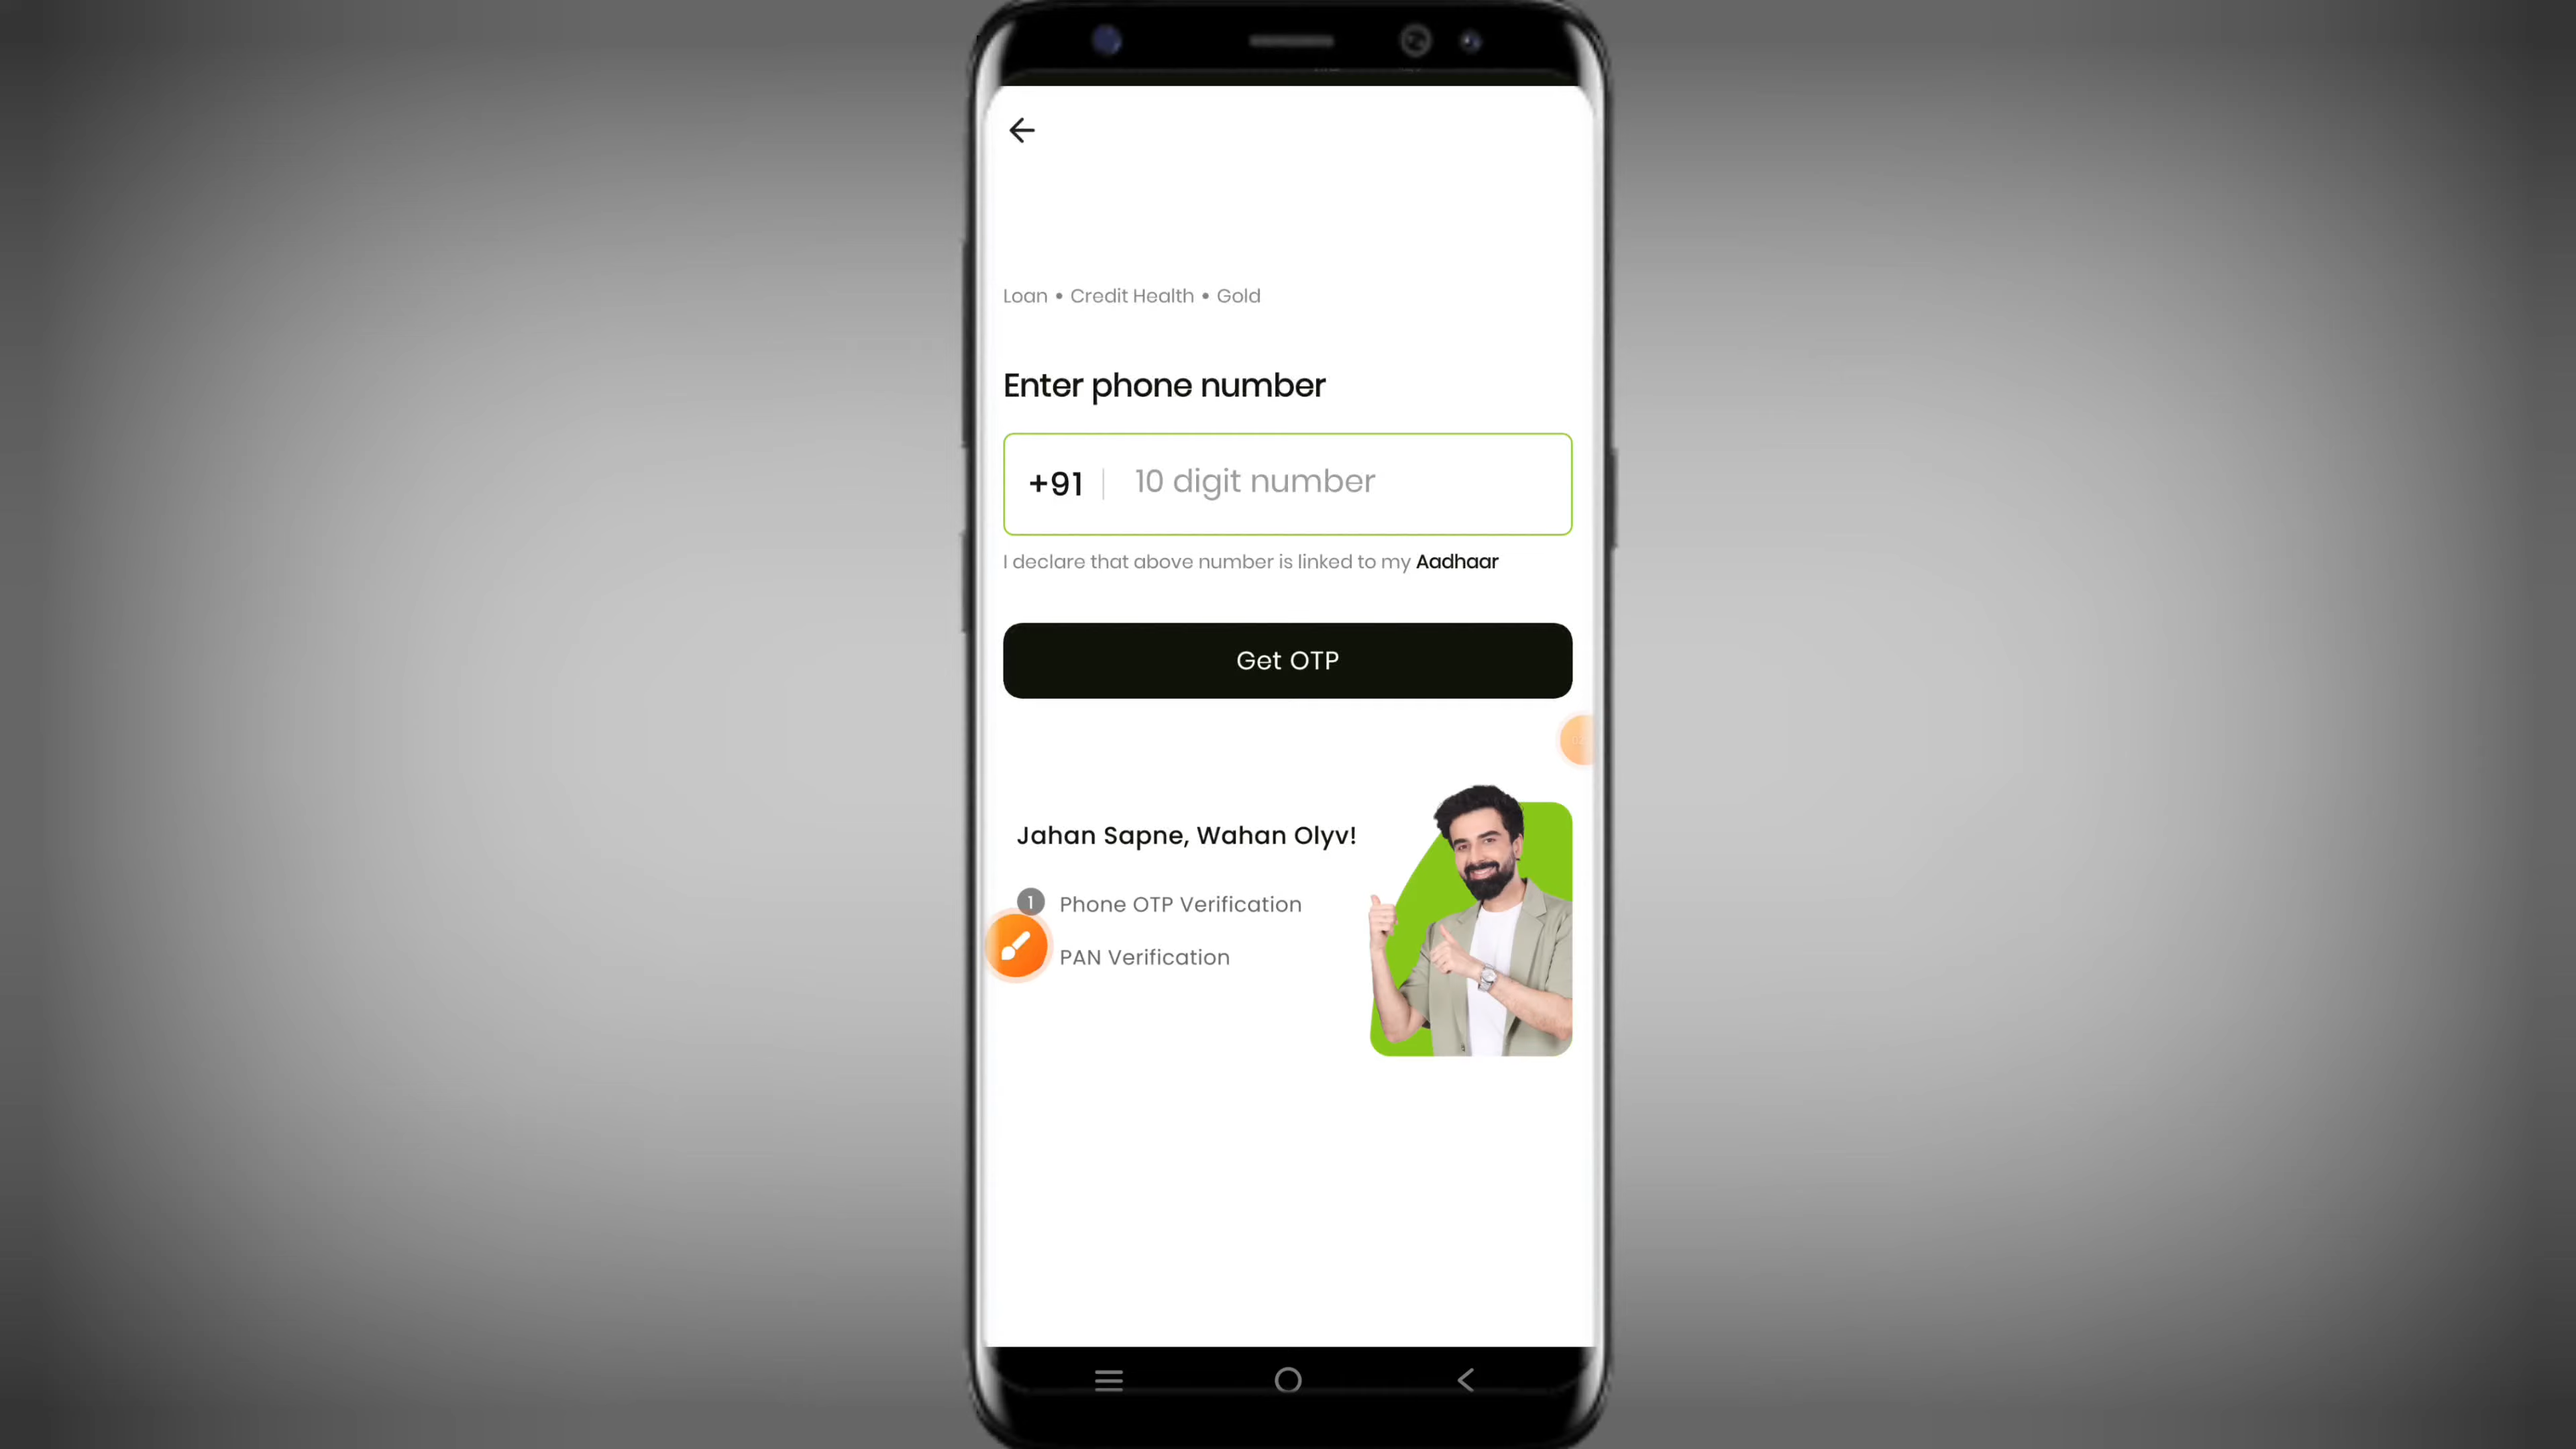 Loan • Credit Health • Gold
Enter phone number
+91 10 digit number
I declare that above number is linked to my Aadhaar
Get OTP
Jahan Sapne, Wahan Olyv!
1 Phone OTP Verification
PAN Verification